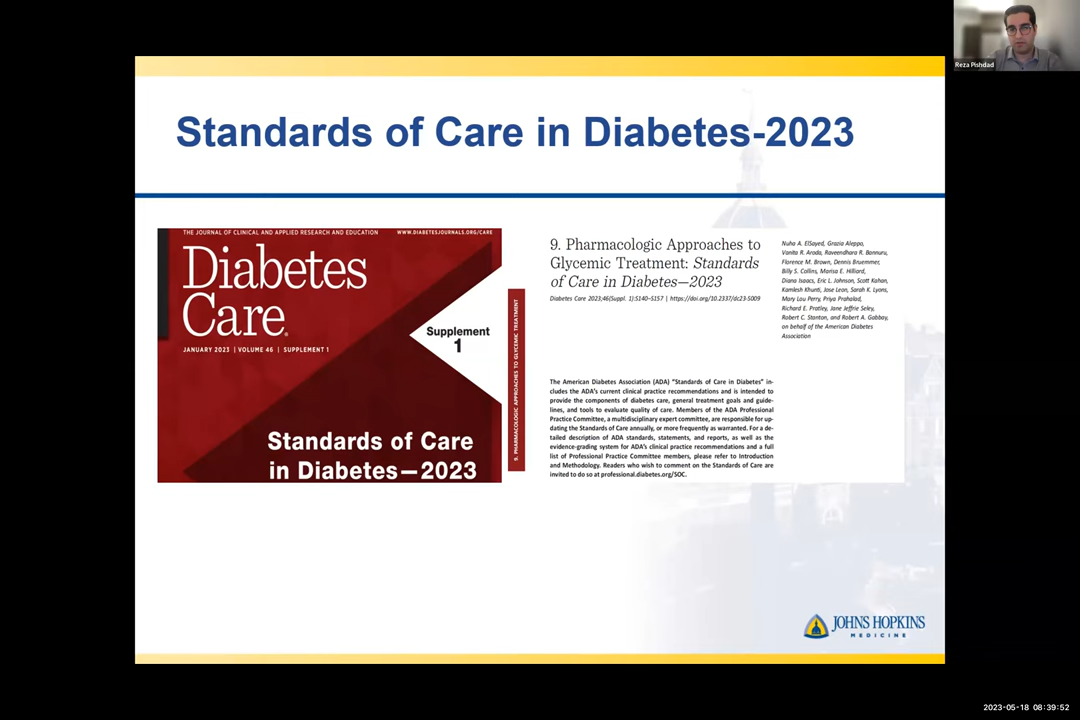 Reza Pishdad
Standards of Care in Diabetes-2023
THE JOURNAL OF CLINICAL AND APPLIED RESEARCH AND EDUCATION
WWW.DIABETESJOURNALS.ORG/CARE
Diabetes
Care®
JANUARY 2023 | VOLUME 46 | SUPPLEMENT 1
Supplement
1
Standards of Care
in Diabetes—2023
9. PHARMACOLOGIC APPROACHES TO GLYCEMIC TREATMENT
9. Pharmacologic Approaches to
Glycemic Treatment: Standards
of Care in Diabetes—2023
Diabetes Care 2023;46(Suppl. 1):S140–S157 | https://doi.org/10.2337/dc23-S009
Nuha A. ElSayed, Grazia Aleppo,
Vanita R. Aroda, Raveendhara R. Bannuru,
Florence M. Brown, Dennis Bruemmer,
Billy S. Collins, Marisa E. Hilliard,
Diana Isaacs, Eric L. Johnson, Scott Kahan,
Kamlesh Khunti, Jose Leon, Sarah K. Lyons,
Mary Lou Perry, Priya Prahalad,
Richard E. Pratley, Jane Jeffrie Seley,
Robert C. Stanton, and Robert A. Gabbay,
on behalf of the American Diabetes
Association
The American Diabetes Association (ADA) "Standards of Care in Diabetes" in-
cludes the ADA's current clinical practice recommendations and is intended to
provide the components of diabetes care, general treatment goals and guide-
lines, and tools to evaluate quality of care. Members of the ADA Professional
Practice Committee, a multidisciplinary expert committee, are responsible for up-
dating the Standards of Care annually, or more frequently as warranted. For a de-
tailed description of ADA standards, statements, and reports, as well as the
evidence-grading system for ADA's clinical practice recommendations and a full
list of Professional Practice Committee members, please refer to Introduction
and Methodology. Readers who wish to comment on the Standards of Care are
invited to do so at professional.diabetes.org/SOC.
JOHNS HOPKINS
MEDICINE
2023-05-18 08:39:52